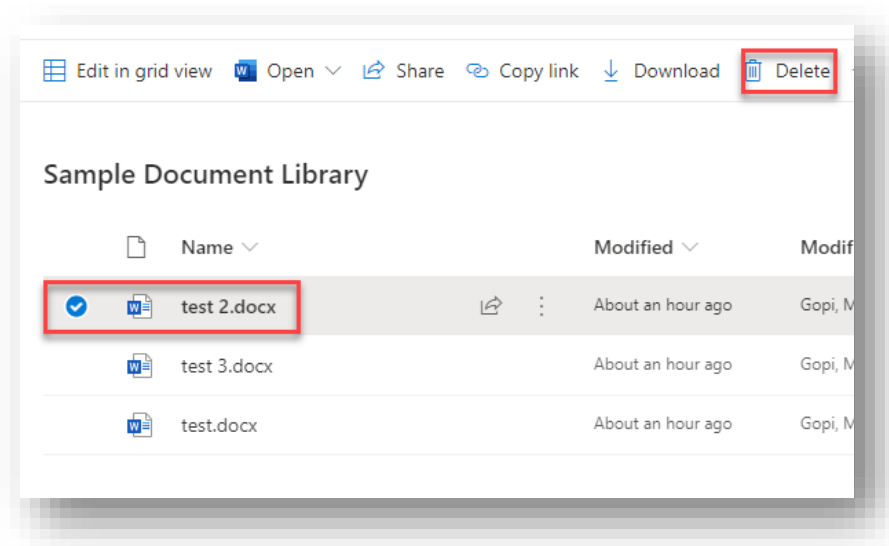 Edit in grid view Open Share Copy link Download Delete
Sample Document Library
Name Modified Modif
test 2.docx About an hour ago Gopi, M
test 3.docx About an hour ago Gopi, M
test.docx About an hour ago Gopi, M